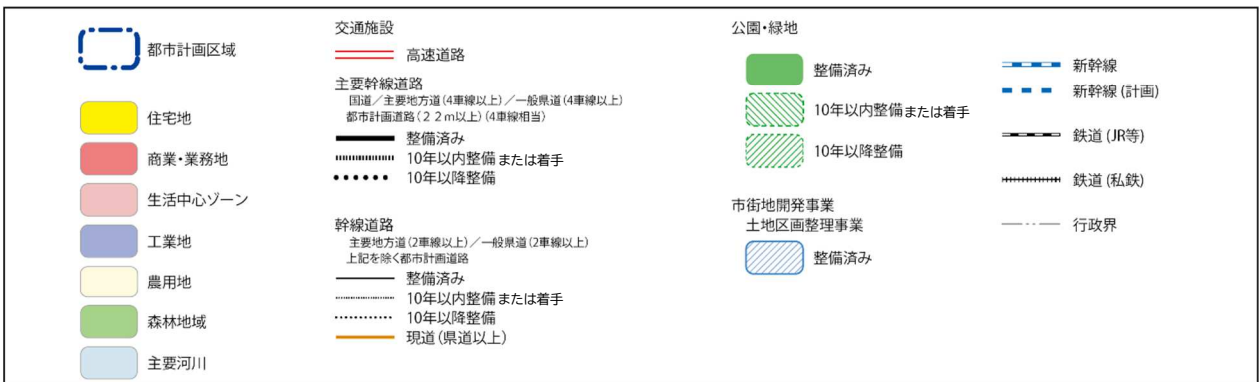 都市計画区域
住宅地
商業・業務地
生活中心ゾーン
工業地
農用地
森林地域
主要河川
交通施設
高速道路
主要幹線道路
国道／主要地方道(4車線以上)／一般県道(4車線以上)
都市計画道路(22m以上)(4車線相当)
整備済み
10年以内整備または着手
10年以降整備
幹線道路
主要地方道(2車線以上)／一般県道(2車線以上)
上記を除く都市計画道路
整備済み
10年以内整備または着手
10年以降整備
現道(県道以上)
公園・緑地
整備済み
10年以内整備または着手
10年以降整備
市街地開発事業
土地区画整理事業
整備済み
新幹線
新幹線(計画)
鉄道(JR等)
鉄道(私鉄)
行政界